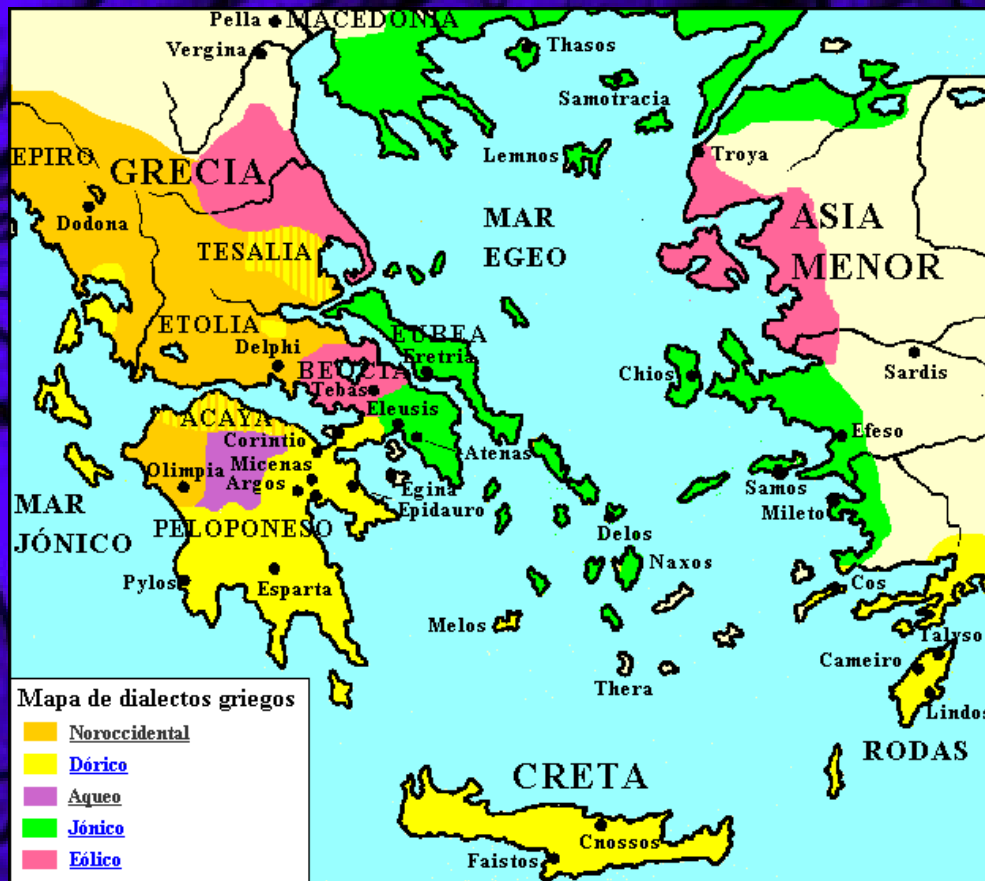 Pella
MACEDONIA
Vergina
Thasos
Samotracia
EPIRO
GRECIA
Lemnos
Troya
Dodona
MAR
EGEO
ASIA
MENOR
TESALIA
ETOLIA
Delphi
EUBEA
Eretria
BEOCIA
Tebas
Chios
Sardis
ACAYA
Eleusis
Corintio
Atenas
Efeso
Olimpia
Micenas
Argos
Egina
Epidauro
Samos
Mileto
MAR
JÓNICO
PELOPONESO
Delos
Naxos
Pylos
Esparta
Cos
Melos
Talyso
Cameiro
Thera
Lindos
RODAS
CRETA
Cnossos
Faistos
Mapa de dialectos griegos
Noroccidental
Dórico
Aqueo
Jónico
Eólico